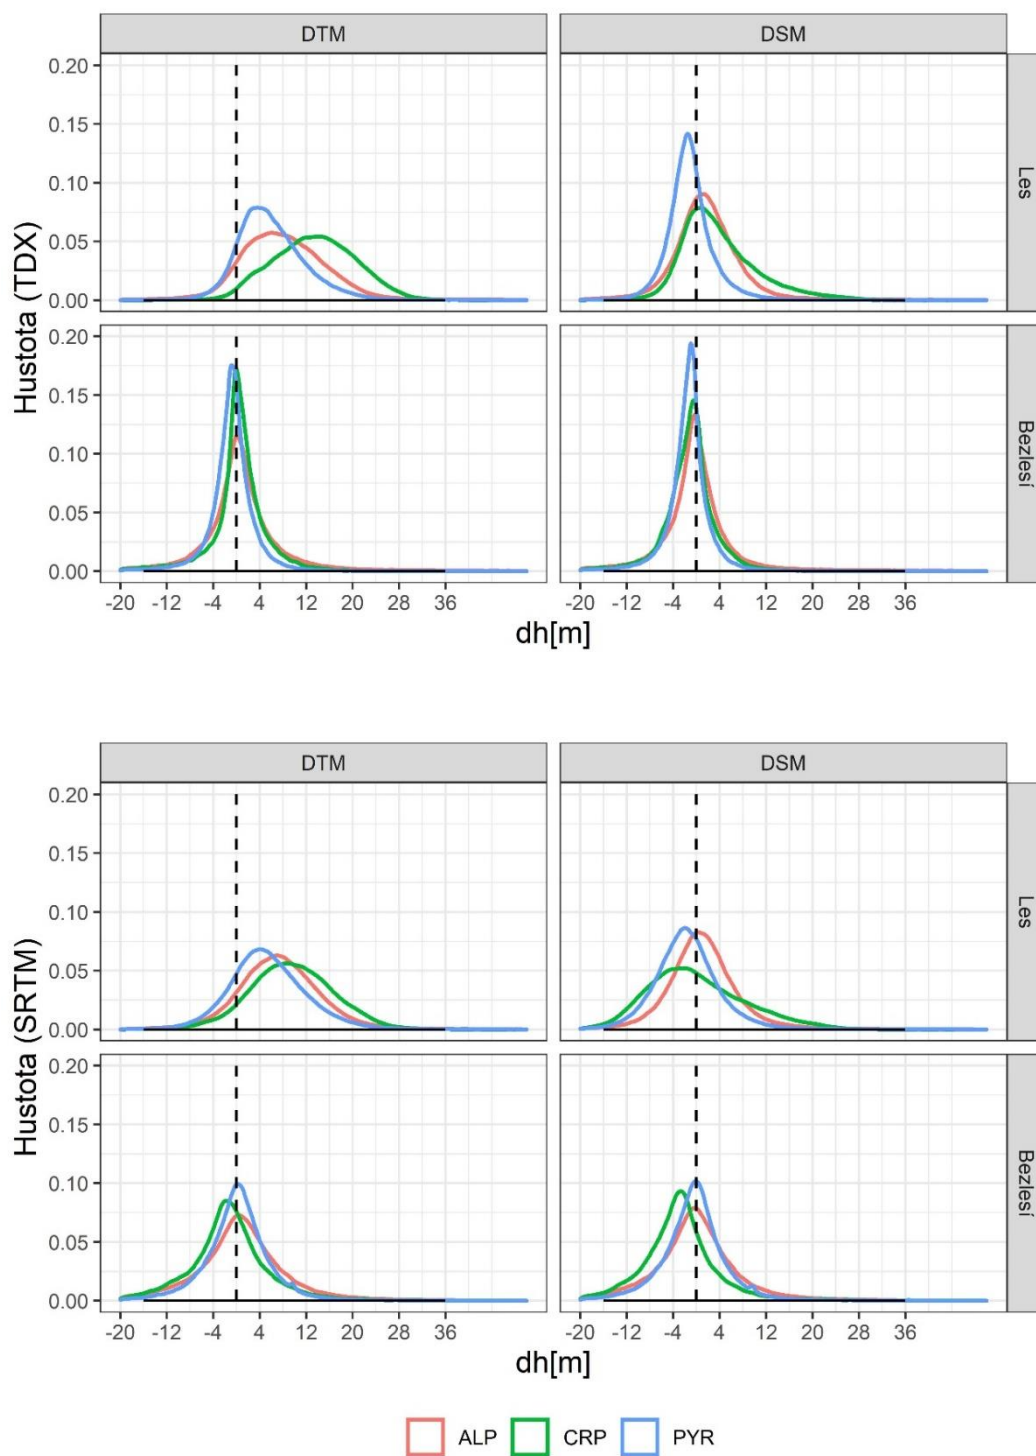 DTM DSM
Hustota (TDX)
0.20
0.15
0.10
0.05
0.00
Les
0.20
0.15
0.10
0.05
0.00
Bezlesí
-20 -12 -4 4 12 20 28 36 -20 -12 -4 4 12 20 28 36
dh[m] dh[m]
DTM DSM
Hustota (SRTM)
0.20
0.15
0.10
0.05
0.00
Les
0.20
0.15
0.10
0.05
0.00
Bezlesí
-20 -12 -4 4 12 20 28 36 -20 -12 -4 4 12 20 28 36
dh[m] dh[m]
ALP CRP PYR